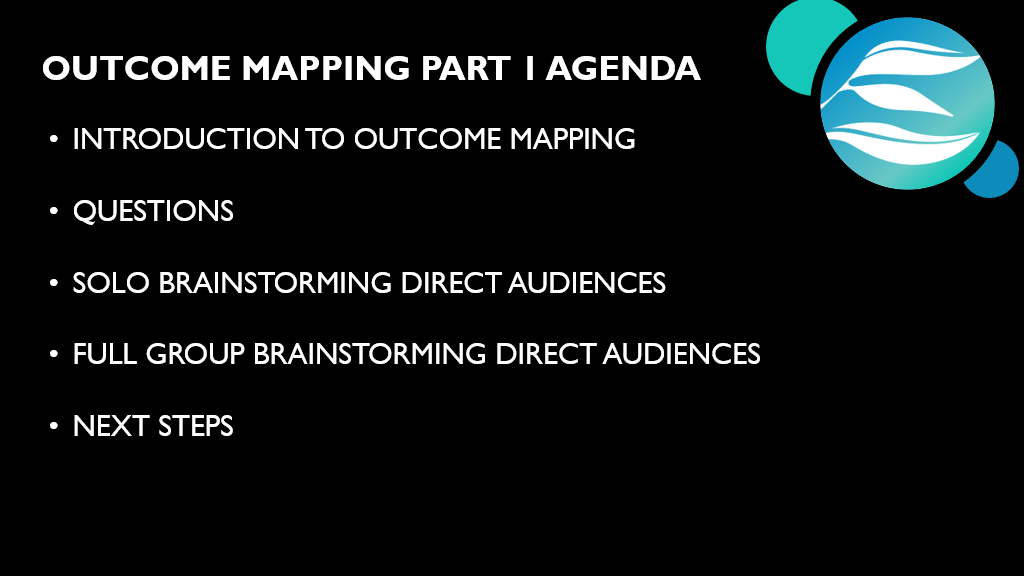 OUTCOME MAPPING PART 1 AGENDA
• INTRODUCTION TO OUTCOME MAPPING
• QUESTIONS
• SOLO BRAINSTORMING DIRECT AUDIENCES
• FULL GROUP BRAINSTORMING DIRECT AUDIENCES
• NEXT STEPS